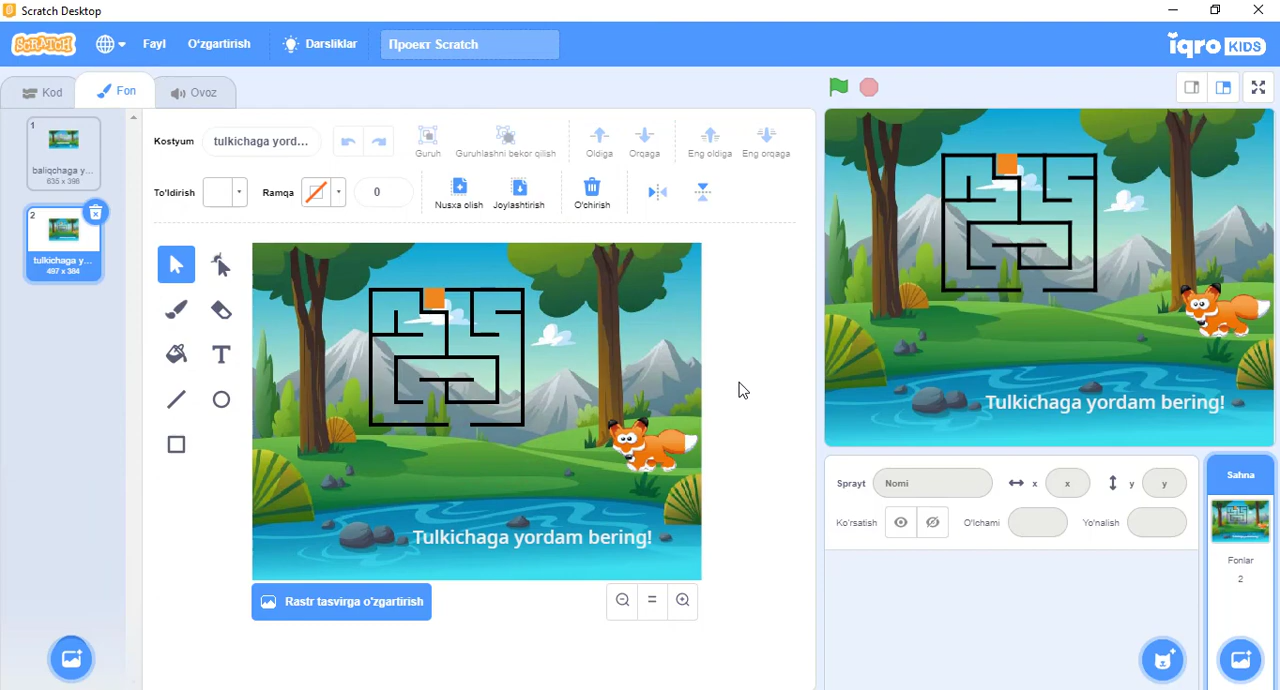 Scratch Desktop
SCRATCH
Fayl
O'zgartirish
Darsliklar
Проект Scratch
iqro KIDS
Kod
Fon
Ovoz
1
baliqchaga y...
635 x 398
2
tulkichaga y...
497 x 384
Kostyum
tulkichaga yord...
Guruh
Guruhlashni bekor qilish
Oldiga
Orqaga
Eng oldiga
Eng orqaga
To'ldirish
Ramqa
0
Nusxa olish
Joylashtirish
O'chirish
T
Tulkichaga yordam bering!
Rastr tasvirga o'zgartirish
Tulkichaga yordam bering!
Sprayt
Nomi
x
x
y
y
Ko'rsatish
O'lchami
Yo'nalish
Sahna
Fonlar
2